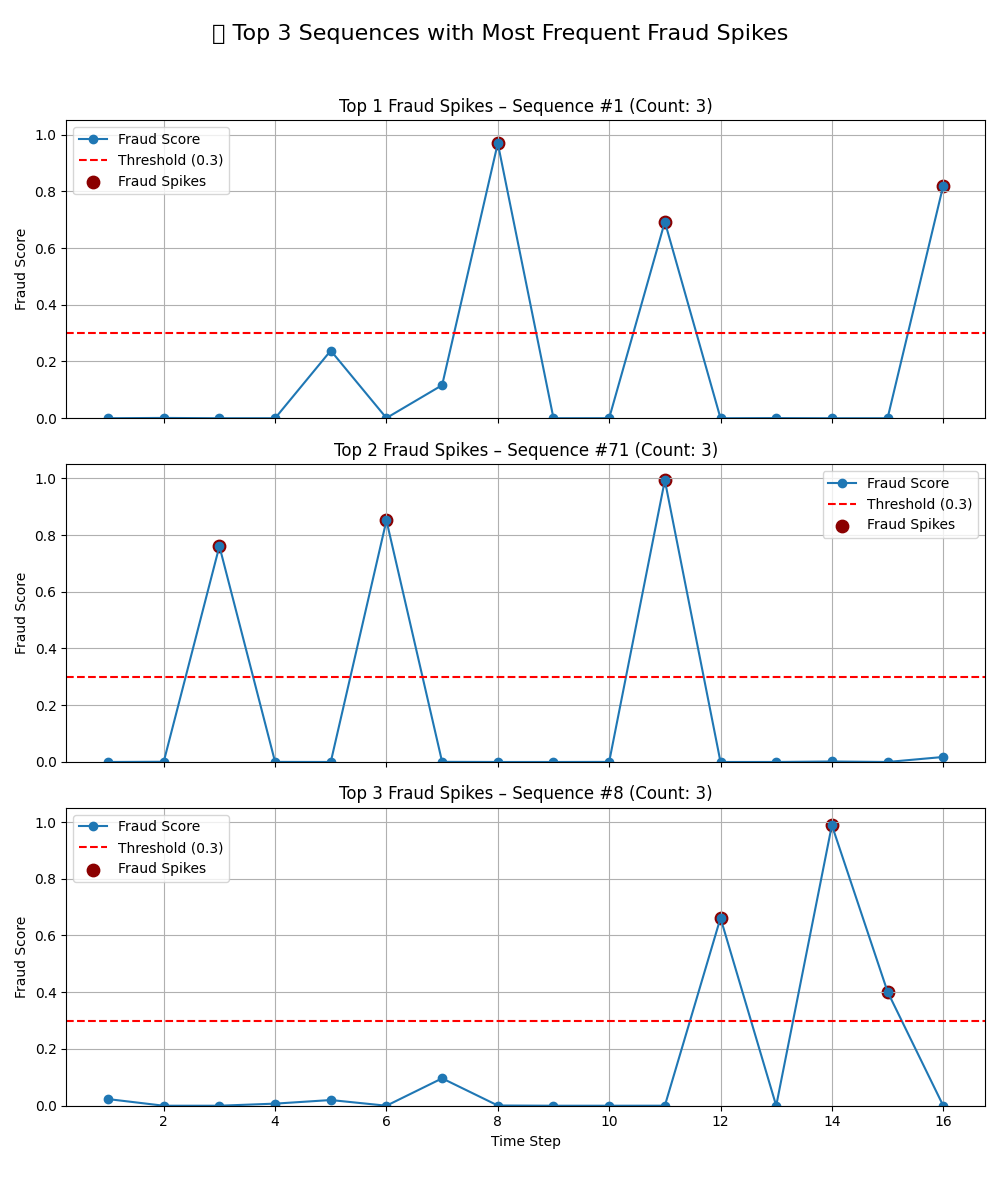 Top 3 Sequences with Most Frequent Fraud Spikes
Top 1 Fraud Spikes – Sequence #1 (Count: 3)
Fraud Score
1.0
0.8
0.6
0.4
0.2
0.0
Fraud Score
Threshold (0.3)
Fraud Spikes
Top 2 Fraud Spikes – Sequence #71 (Count: 3)
Fraud Score
1.0
0.8
0.6
0.4
0.2
0.0
Fraud Score
Threshold (0.3)
Fraud Spikes
Top 3 Fraud Spikes – Sequence #8 (Count: 3)
Fraud Score
1.0
0.8
0.6
0.4
0.2
0.0
Fraud Score
Threshold (0.3)
Fraud Spikes
2 4 6 8 10 12 14 16
Time Step